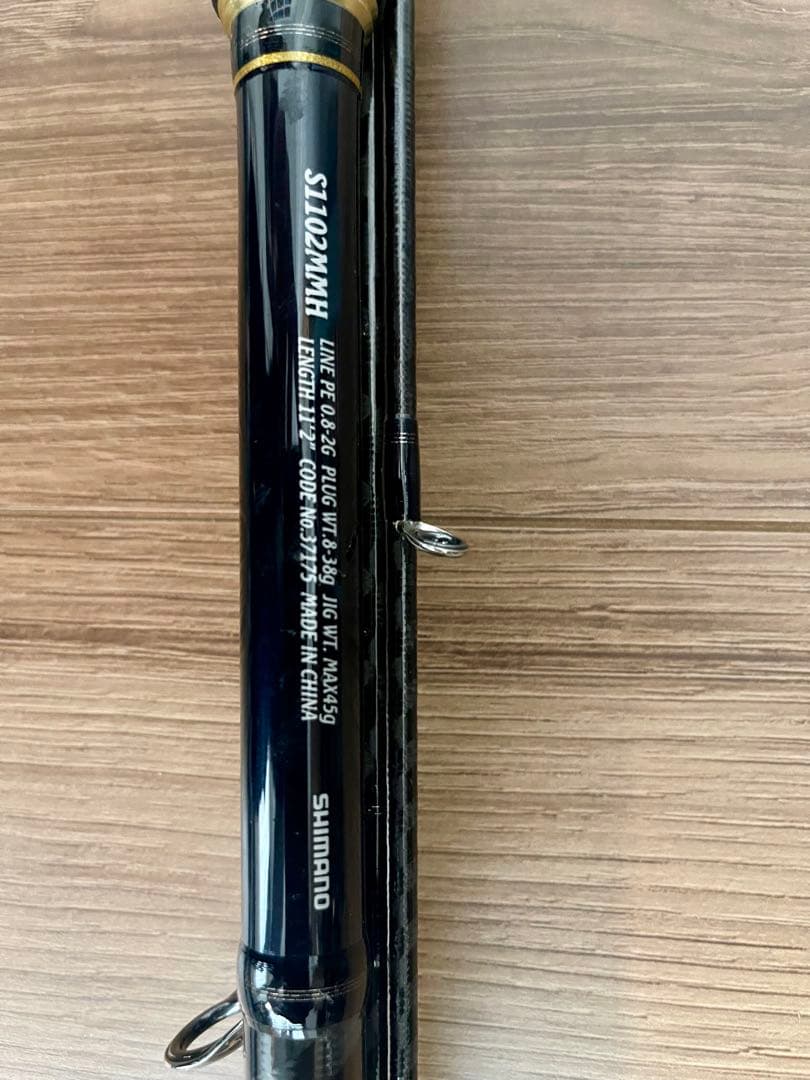 S1102MMH
LINE PE 0.8-2G PLUG WT.8-38g JIG WT. MAX45g
LENGTH 11'2" CODE No.37175 MADE IN CHINA
SHIMANO